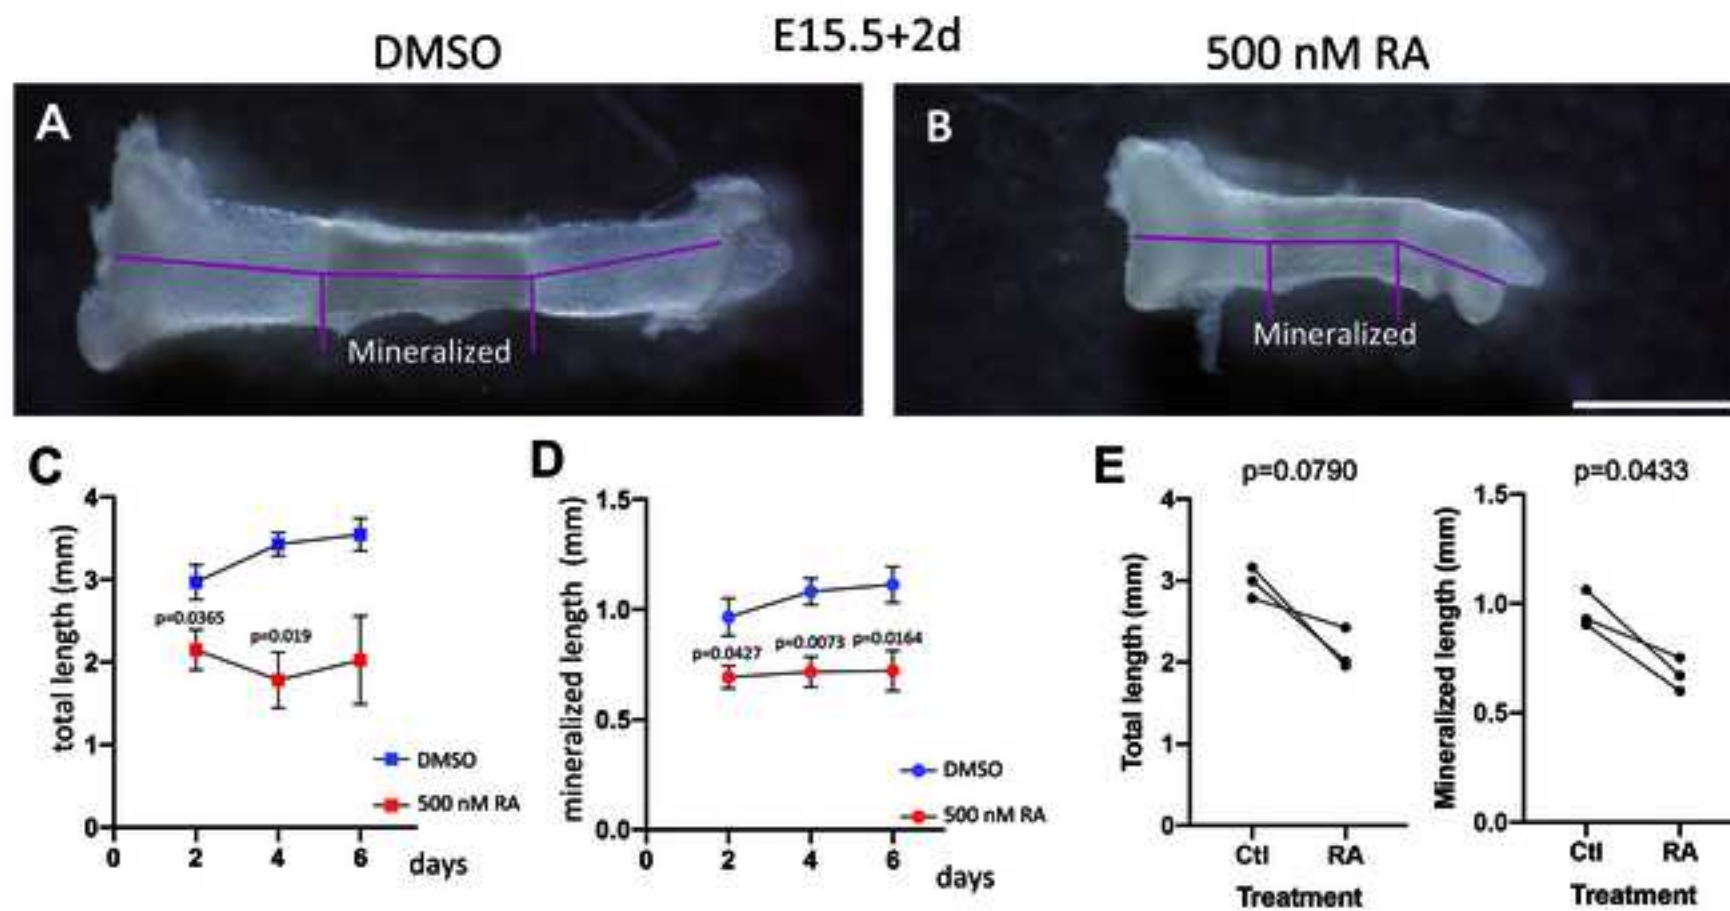 E15.5+2d
DMSO
500 nM RA
A
Mineralized
B
Mineralized
C
total length (mm)
4
3
2
1
0
p=0.0365
p=0.019
DMSO
500 nM RA
0 2 4 6 days
D
mineralized length (mm)
1.5
1.0
0.5
0.0
p=0.0427 p=0.0073 p=0.0164
DMSO
500 nM RA
0 2 4 6
days
E
p=0.0790
Total length (mm)
4
3
2
1
0
Ctl RA
Treatment
p=0.0433
Mineralized length (mm)
1.5
1.0
0.5
0.0
Ctl RA
Treatment